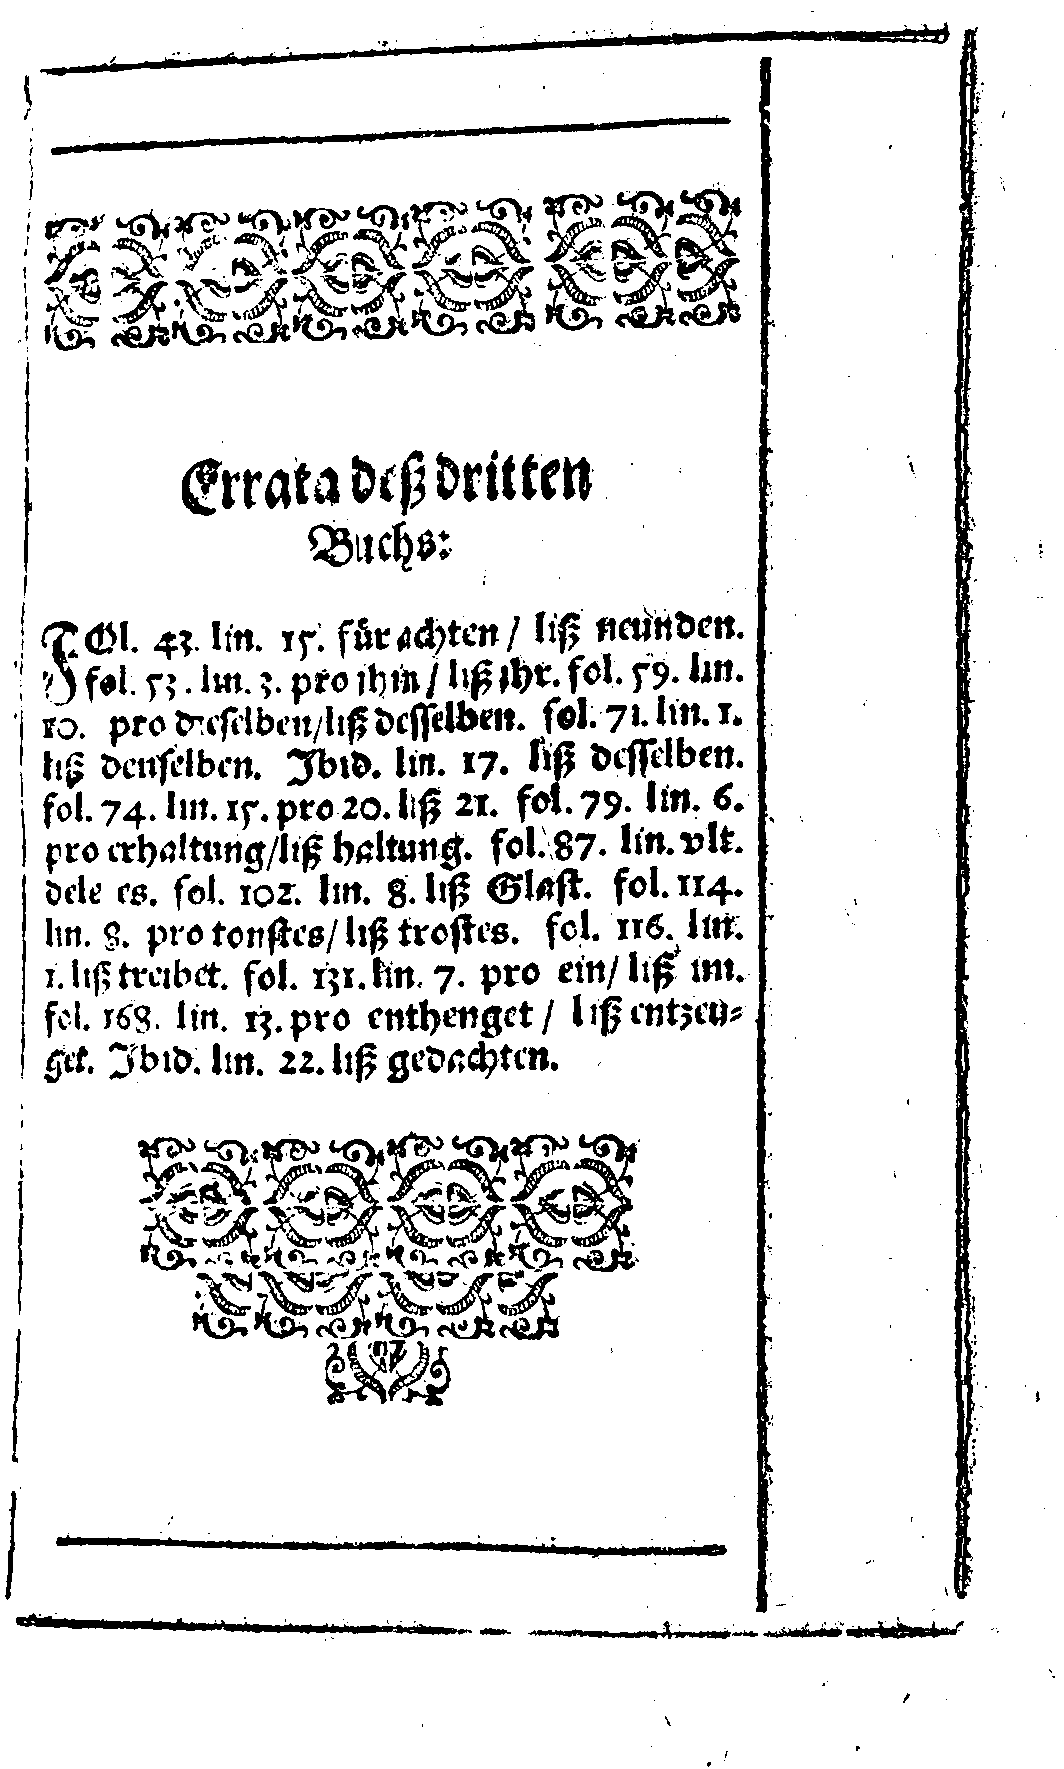 Errata deß dritten
Buchs:
FOl. 43. lin. 15. für achten / liß neünden.
fol. 53. lin. 3. pro ihm / liß ihr. fol. 59. lin.
10. pro dieselben/liß desselben. fol. 71. lin. 1.
liß denselben. Ibid. lin. 17. liß desselben.
fol. 74. lin. 15. pro 20. liß 21. fol. 79. lin. 6.
pro erhaltung/liß haltung. fol. 87. lin. vlt.
dele es. fol. 102. lin. 8. liß Glast. fol. 114.
lin. 8. pro tonstes/ liß trostes. fol. 116. lin.
1. liß treibet. fol. 131. lin. 7. pro ein/ liß im.
fol. 168. lin. 13. pro enthenget / liß entzeu=
get. Ibid. lin. 22. liß gedachten.